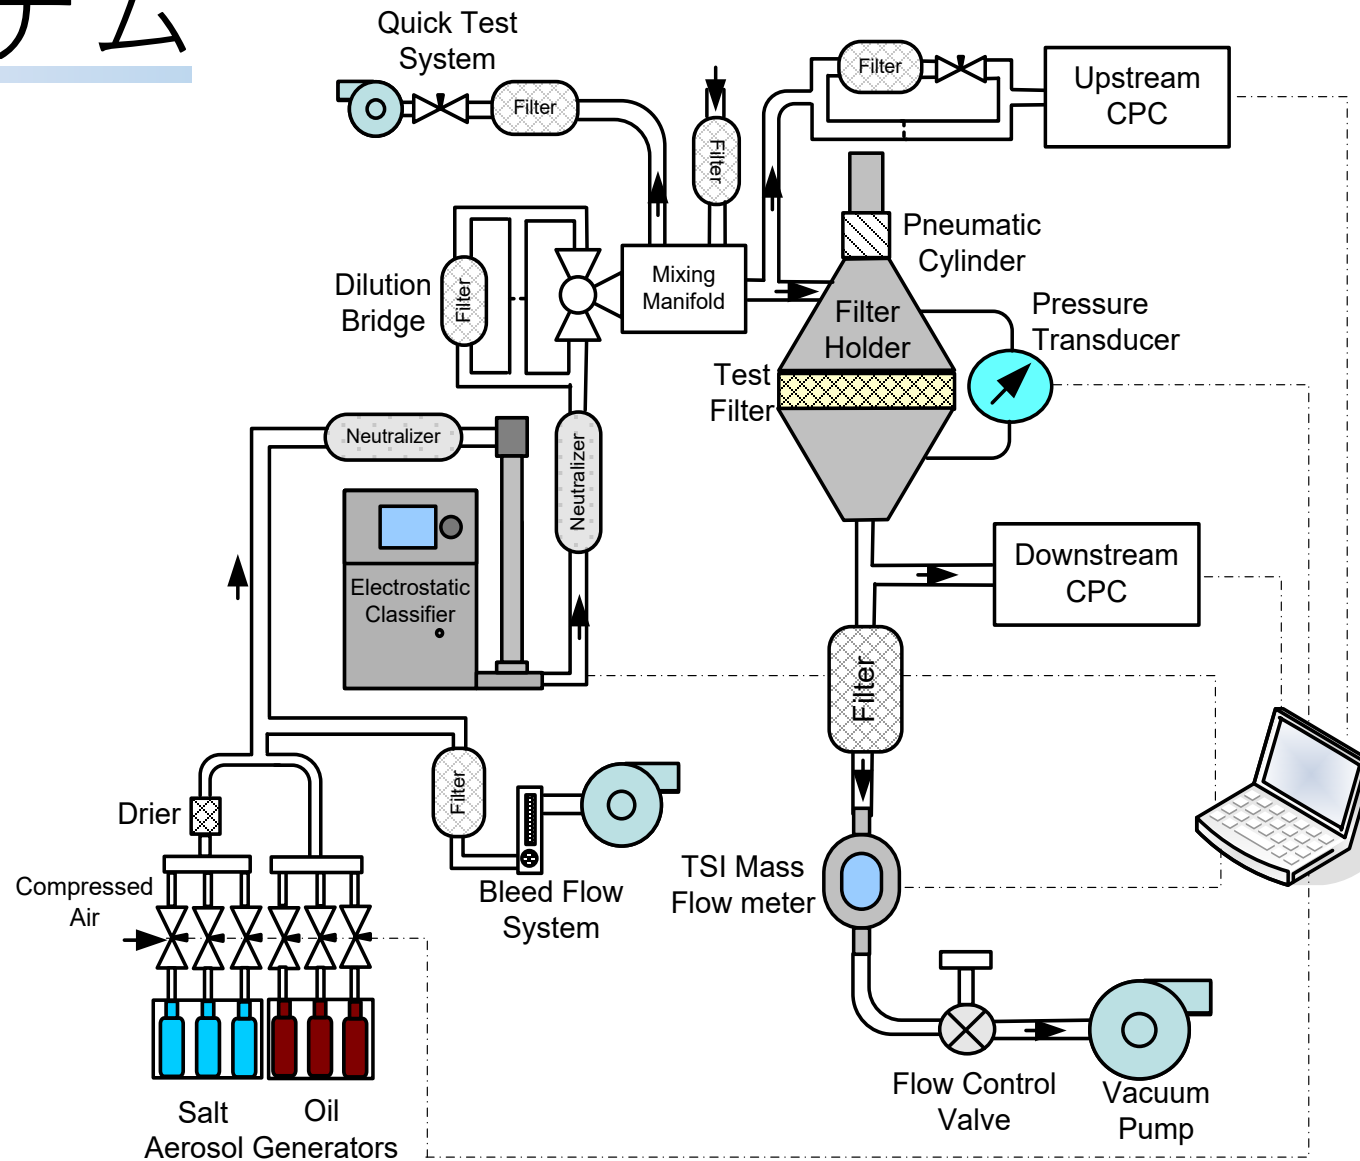 テム
Quick Test
System
Filter
Filter
Filter
Upstream
CPC
Pneumatic
Cylinder
Dilution
Bridge
Filter
Mixing
Manifold
Filter
Holder
Pressure
Transducer
Test
Filter
Neutralizer
Neutralizer
Electrostatic
Classifier
Downstream
CPC
Filter
Filter
Drier
Compressed
Air
Bleed Flow
System
TSI Mass
Flow meter
Flow Control
Valve
Vacuum
Pump
Salt
Oil
Aerosol Generators